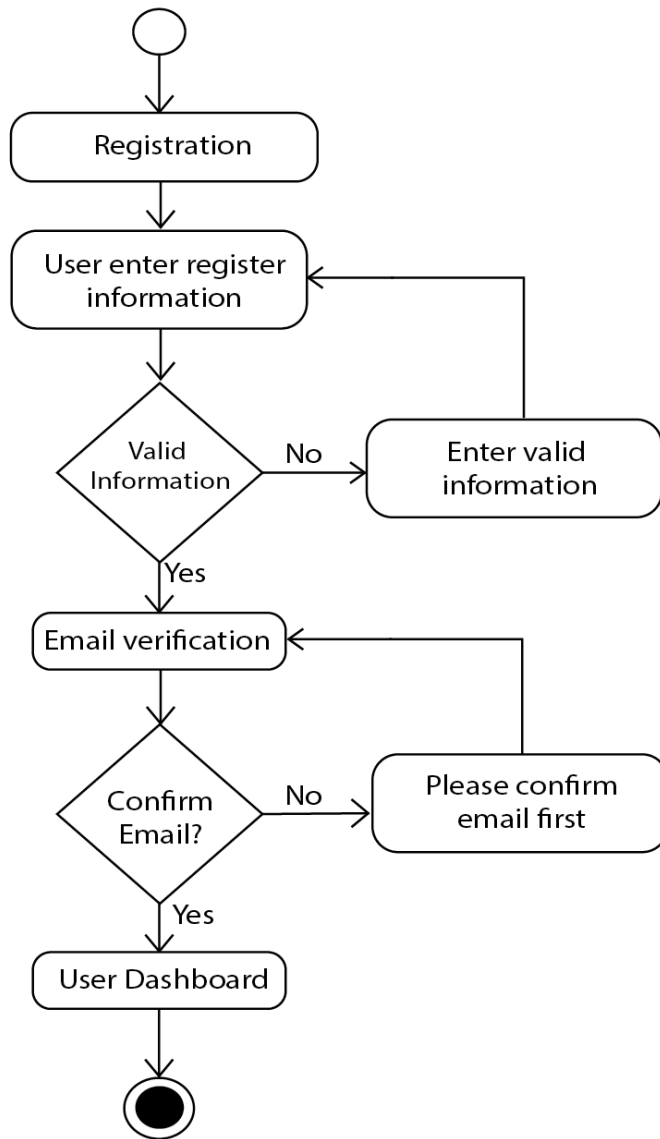 Registration
User enter register
information
Valid
Information
No
Enter valid
information
Yes
Email verification
Confirm
Email?
No
Please confirm
email first
Yes
User Dashboard